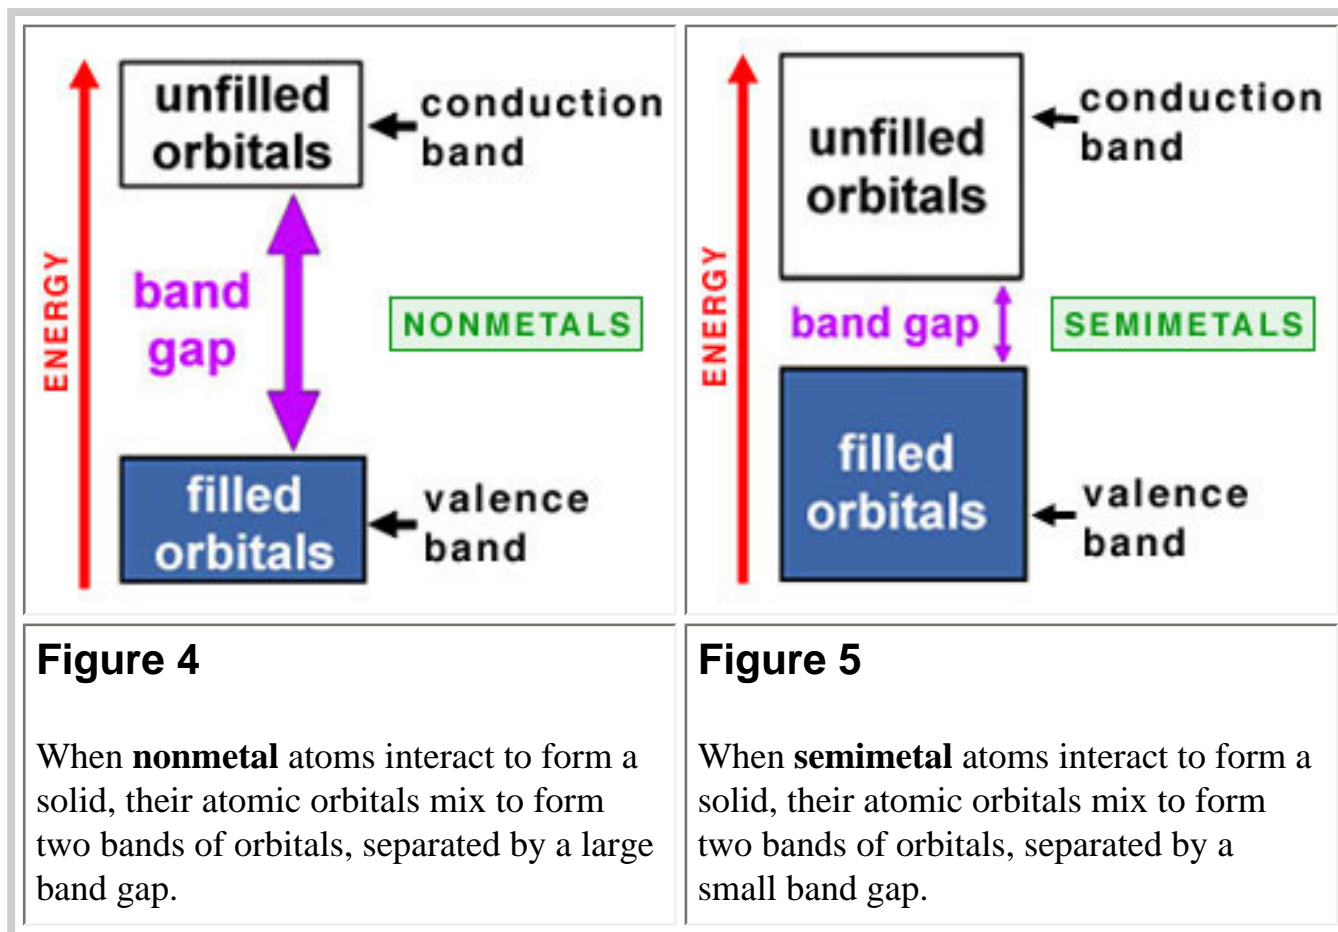 unfilled
orbitals
conduction
band
band
gap
NONMETALS
ENERGY
filled
orbitals
valence
band
unfilled
orbitals
conduction
band
band gap
SEMIMETALS
ENERGY
filled
orbitals
valence
band
Figure 4
When nonmetal atoms interact to form a
solid, their atomic orbitals mix to form
two bands of orbitals, separated by a large
band gap.
Figure 5
When semimetal atoms interact to form a
solid, their atomic orbitals mix to form
two bands of orbitals, separated by a
small band gap.